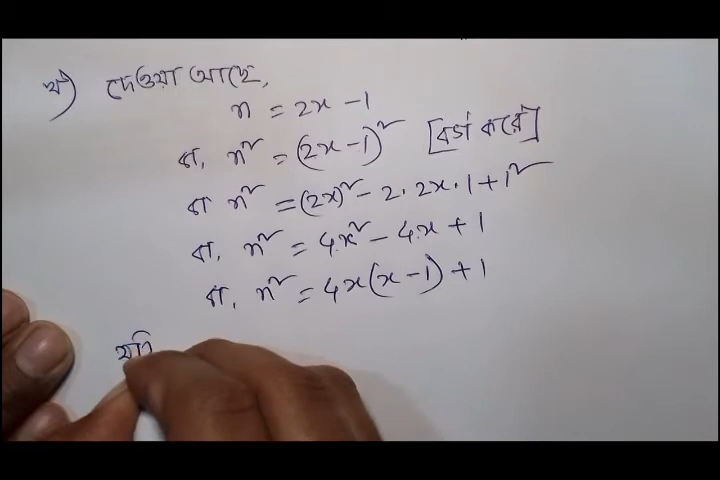 খ) দেওয়া আছে,
n = 2x - 1
বা, n² = (2x - 1)² [বর্গ করে]
বা n² = (2x)² - 2. 2x. 1 + 1²
বা, n² = 4x² - 4x + 1
বা, n² = 4x(x - 1) + 1
যদি